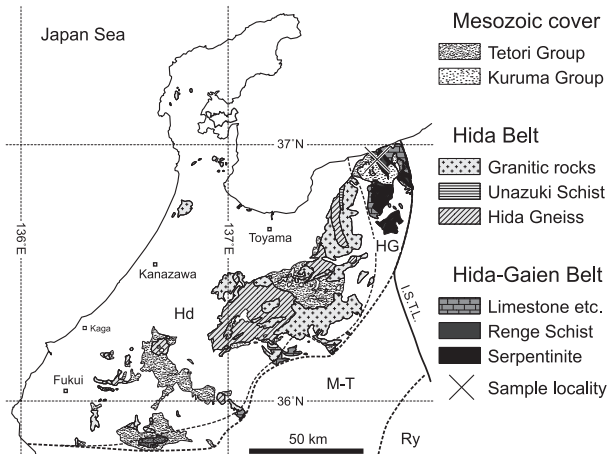 Japan Sea
Mesozoic cover
Tetori Group
Kuruma Group
37°N
Hida Belt
Granitic rocks
Unazuki Schist
Hida Gneiss
136°E
137°E
Toyama
HG
Kanazawa
Hida-Gaien Belt
Limestone etc.
Renge Schist
Serpentinite
Sample locality
I.S.T.L.
Hd
Kaga
Fukui
M-T
36°N
Ry
50 km